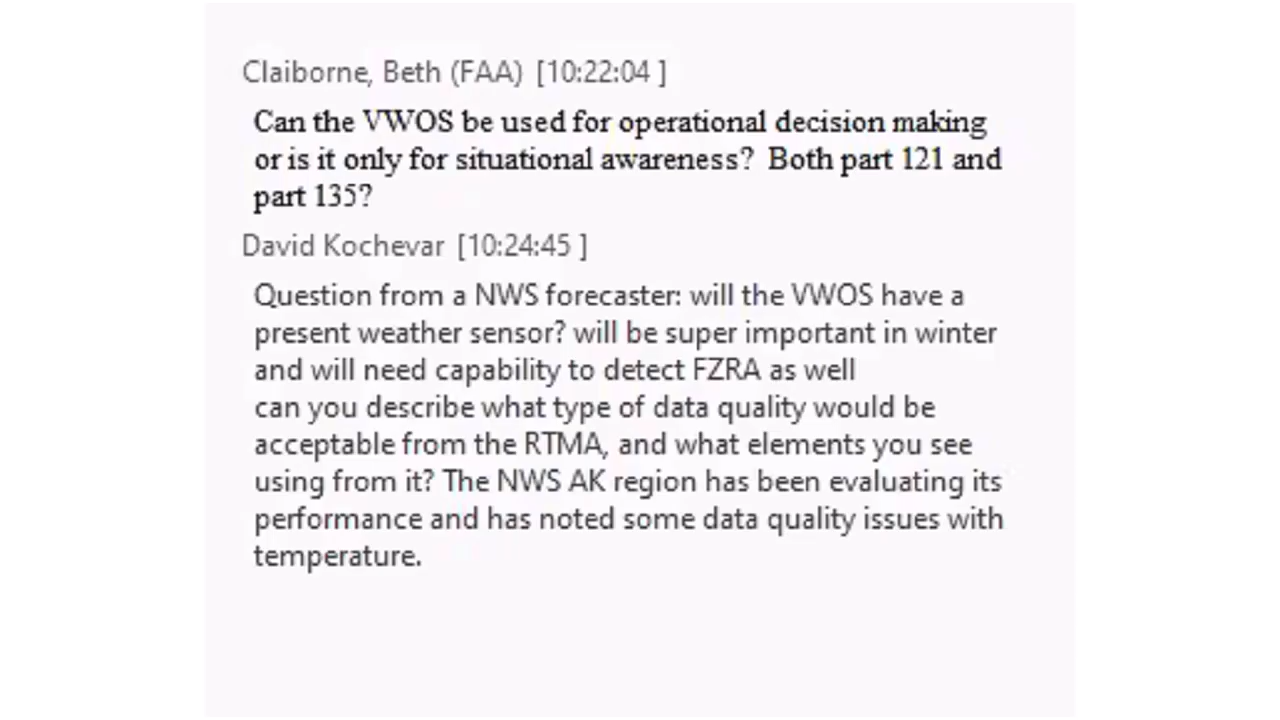 Claiborne, Beth (FAA) [10:22:04 ]
Can the VWOS be used for operational decision making
or is it only for situational awareness?  Both part 121 and
part 135?
David Kochevar [10:24:45 ]
Question from a NWS forecaster: will the VWOS have a
present weather sensor? will be super important in winter
and will need capability to detect FZRA as well
can you describe what type of data quality would be
acceptable from the RTMA, and what elements you see
using from it? The NWS AK region has been evaluating its
performance and has noted some data quality issues with
temperature.